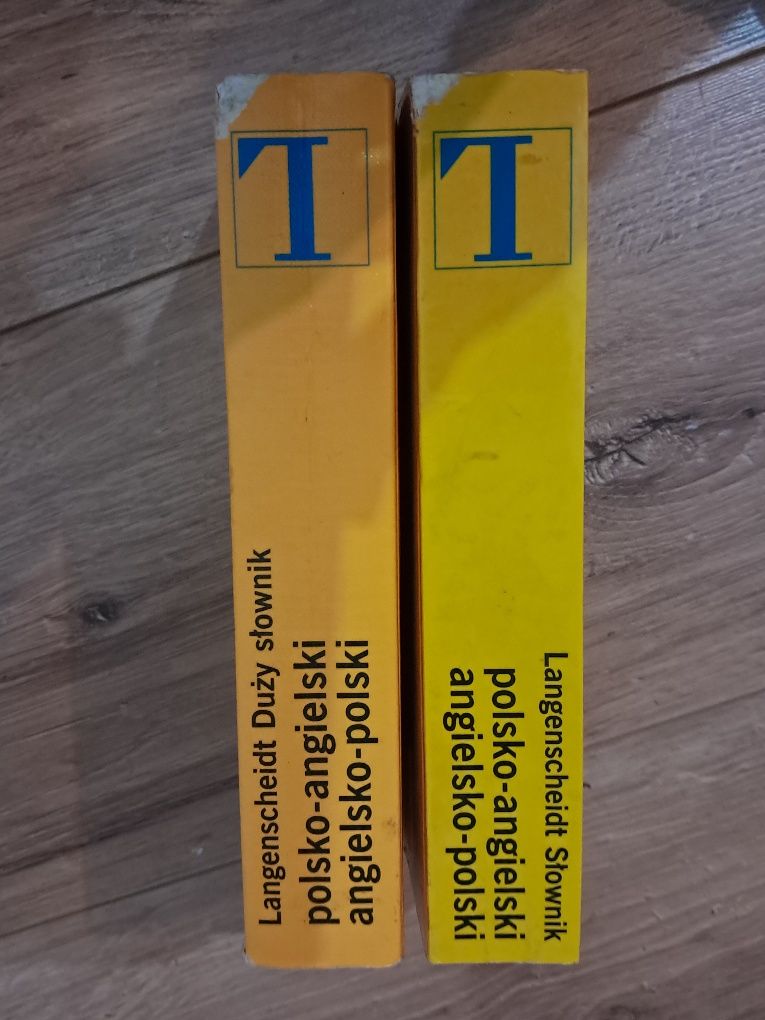 L
Langenscheidt Duży słownik
polsko-angielski
angielsko-polski
L
Langenscheidt Słownik
polsko-angielski
angielsko-polski